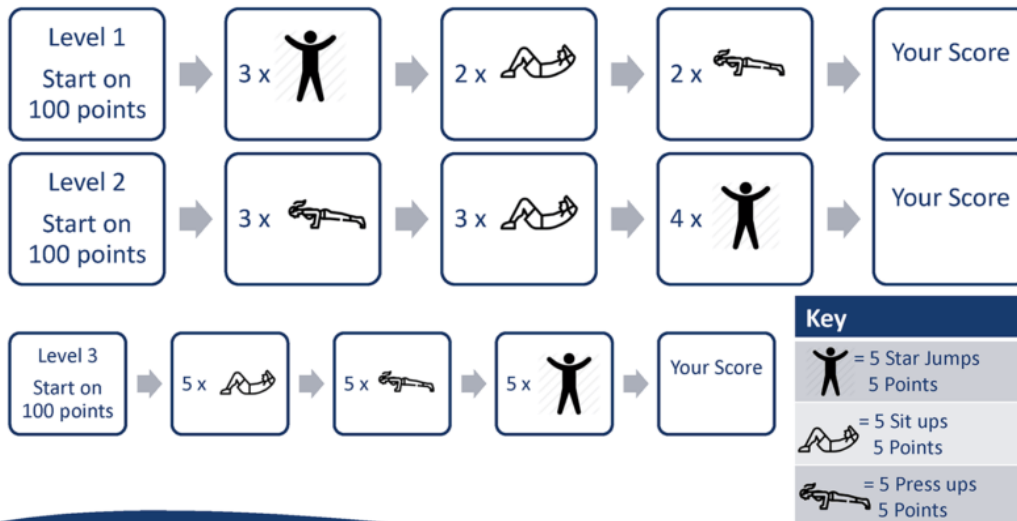 Level 1
Start on
100 points
3 x
2 x
2 x
Your Score
Level 2
Start on
100 points
3 x
3 x
4 x
Your Score
Level 3
Start on
100 points
5 x
5 x
5 x
Your Score
Key
= 5 Star Jumps
5 Points
= 5 Sit ups
5 Points
= 5 Press ups
5 Points